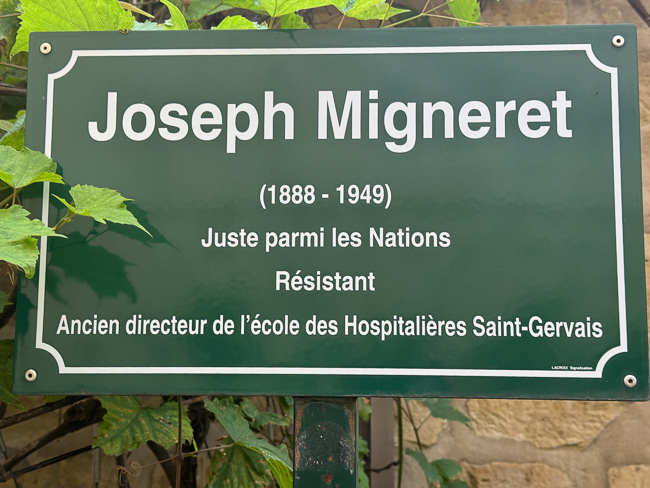 Joseph Migneret
(1888 - 1949)
Juste parmi les Nations
Résistant
Ancien directeur de l'école des Hospitalières Saint-Gervais
LACROIX Signalisation